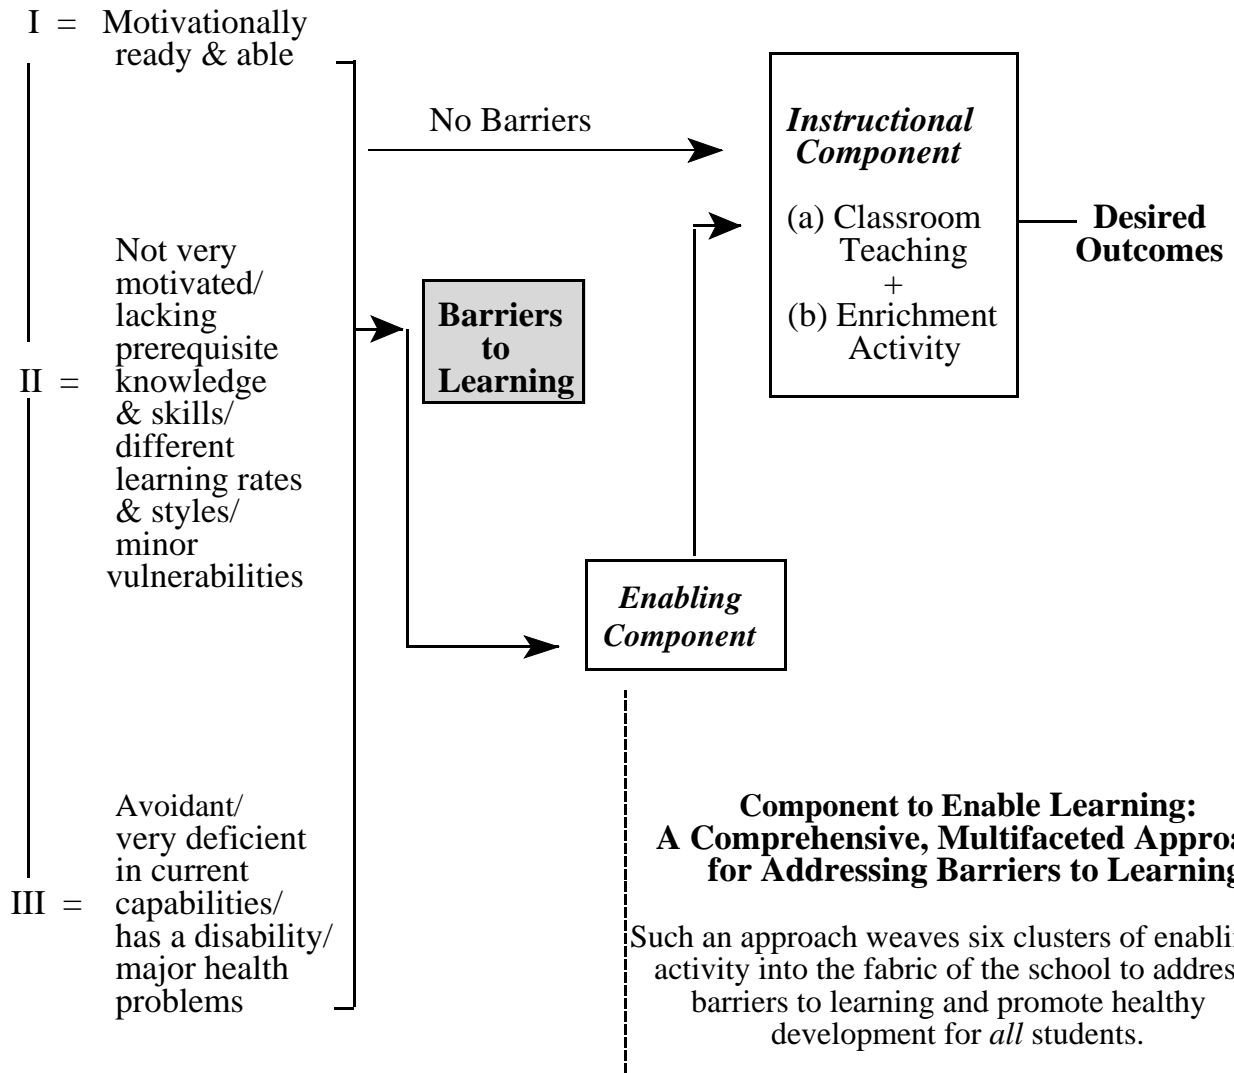 I = Motivationally
ready & able
No Barriers
Instructional
Component
(a) Classroom
Teaching
+
(b) Enrichment
Activity
Desired
Outcomes
Not very
motivated/
lacking
prerequisite
II = knowledge
& skills/
different
learning rates
& styles/
minor
vulnerabilities
Barriers
to
Learning
Enabling
Component
Avoidant/
very deficient
in current
III = capabilities/
has a disability/
major health
problems
Component to Enable Learning:
A Comprehensive, Multifaceted Approa
for Addressing Barriers to Learning
Such an approach weaves six clusters of enablin
activity into the fabric of the school to addres
barriers to learning and promote healthy
development for all students.